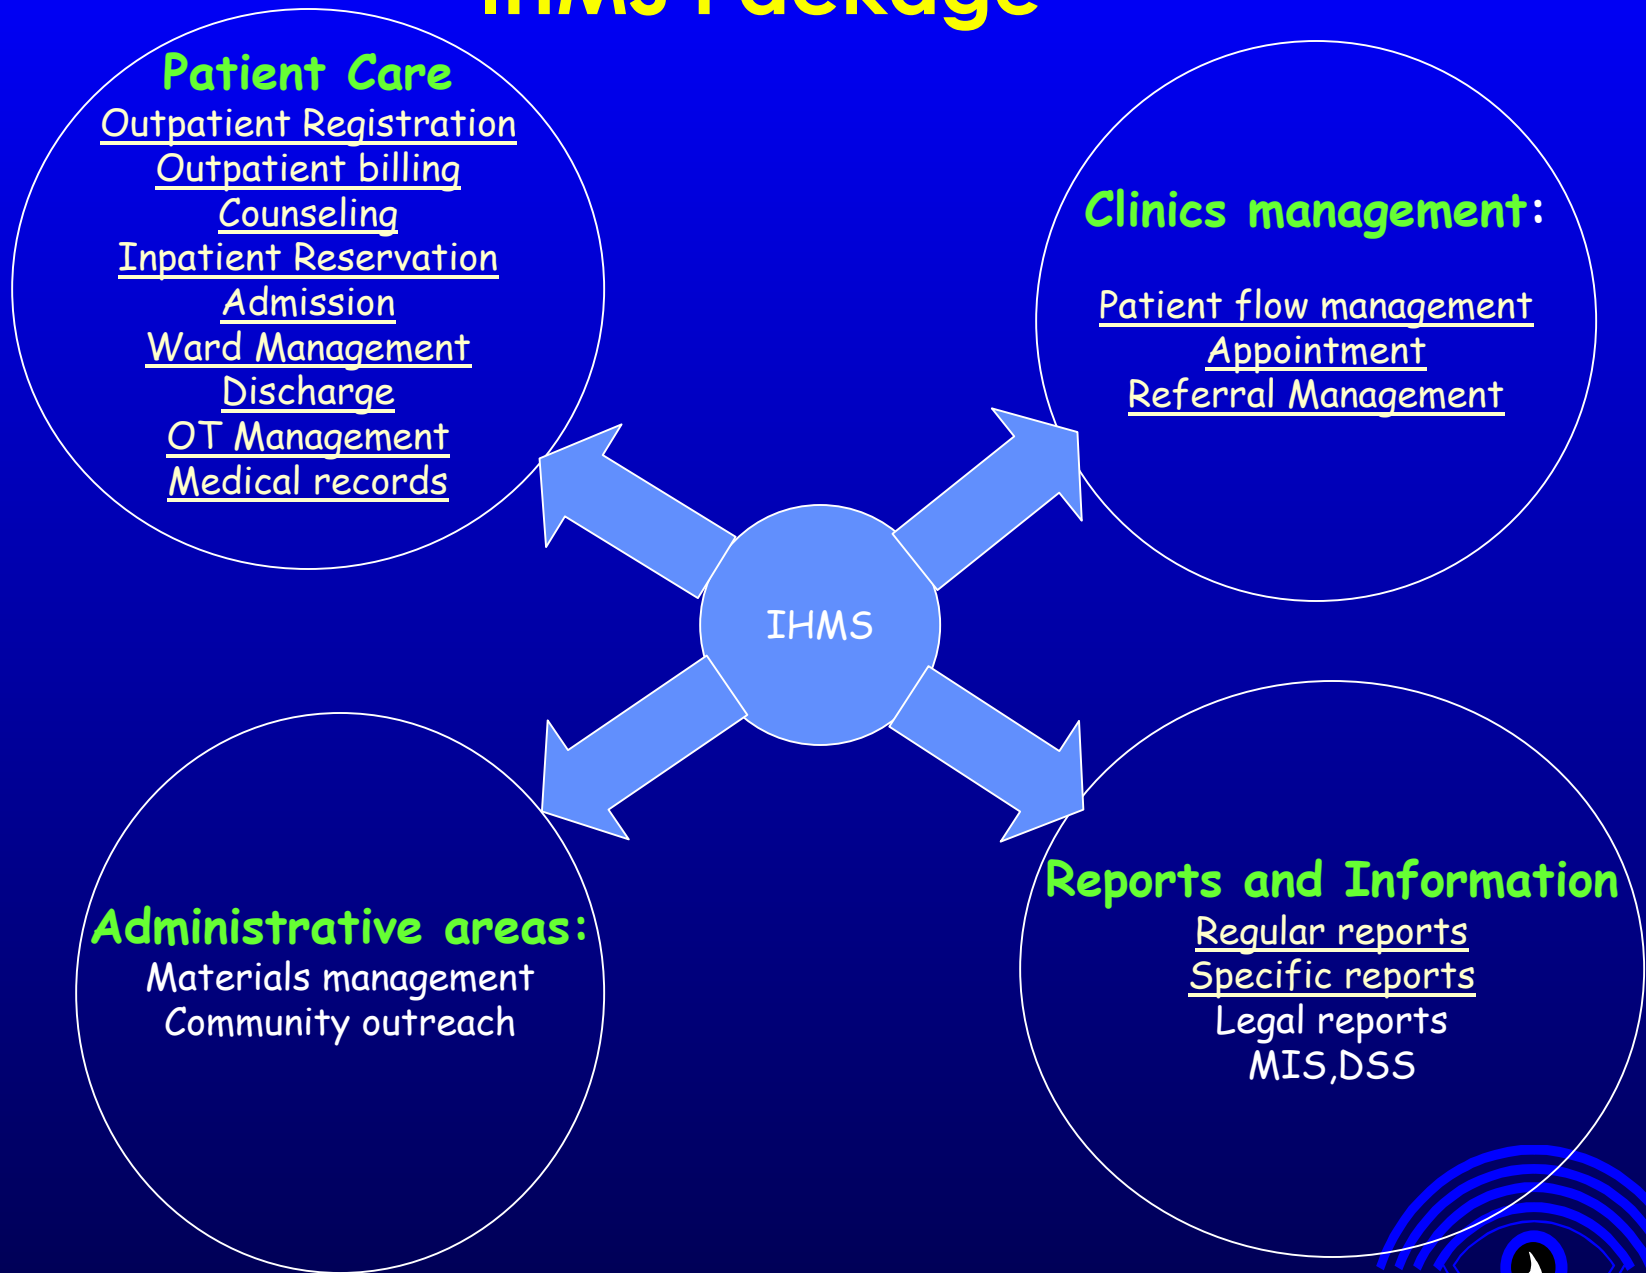 IHMS Package
Patient Care
Outpatient Registration
Outpatient billing
Counseling
Inpatient Reservation
Admission
Ward Management
Discharge
OT Management
Medical records
Clinics management:
Patient flow management
Appointment
Referral Management
IHMS
Administrative areas:
Materials management
Community outreach
Reports and Information
Regular reports
Specific reports
Legal reports
MIS,DSS